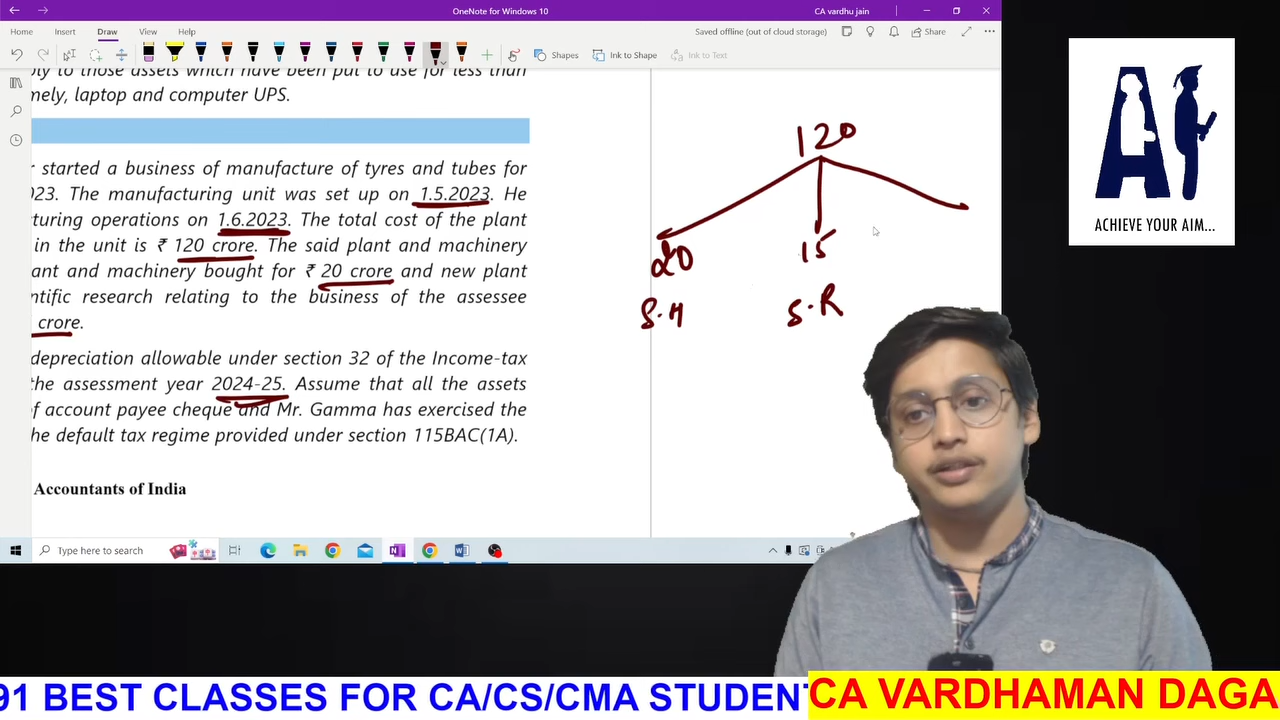 OneNote for Windows 10
CA vardhu jain
Home Insert Draw View Help
Saved offline (out of cloud storage)
Share
Shapes
Ink to Shape
Ink to Text
to those assets which have been put to use for less than
mely, laptop and computer UPS.
r started a business of manufacture of tyres and tubes for
023. The manufacturing unit was set up on 1.5.2023. He
cturing operations on 1.6.2023. The total cost of the plant
in the unit is ₹ 120 crore. The said plant and machinery
ant and machinery bought for ₹ 20 crore and new plant
ntific research relating to the business of the assessee
crore.
depreciation allowable under section 32 of the Income-tax
the assessment year 2024-25. Assume that all the assets
f account payee cheque and Mr. Gamma has exercised the
he default tax regime provided under section 115BAC(1A).
Accountants of India
120
20
15
S.H
S.R
Type here to search
ACHIEVE YOUR AIM...
91 BEST CLASSES FOR CA/CS/CMA STUDENT
CA VARDHAMAN DAGA